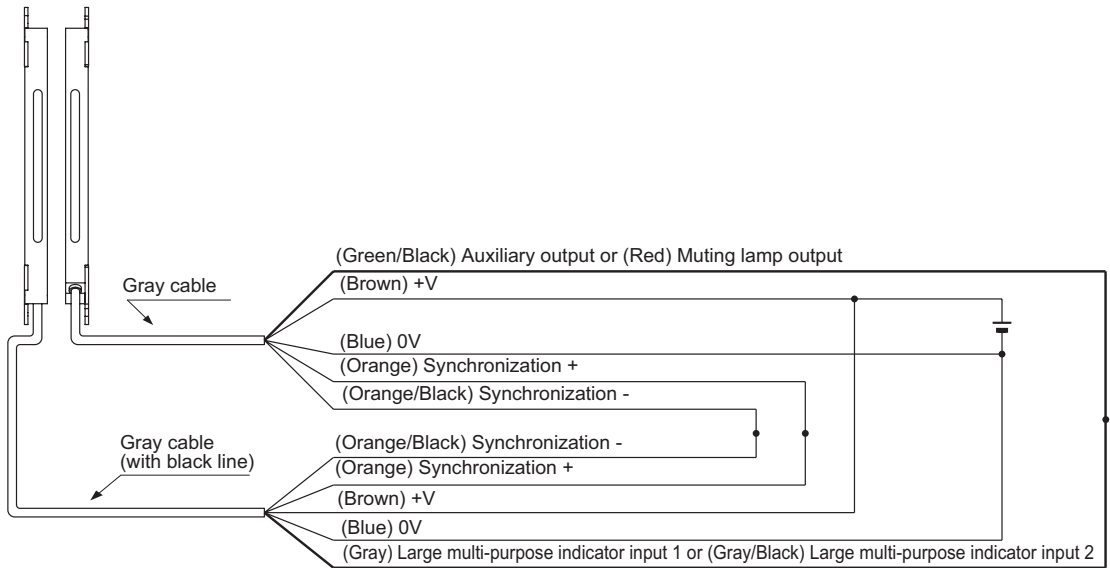 (Green/Black) Auxiliary output or (Red) Muting lamp output
(Brown) +V
Gray cable
(Blue) 0V
(Orange) Synchronization +
(Orange/Black) Synchronization -
Gray cable
(with black line)
(Orange/Black) Synchronization -
(Orange) Synchronization +
(Brown) +V
(Blue) 0V
(Gray) Large multi-purpose indicator input 1 or (Gray/Black) Large multi-purpose indicator input 2